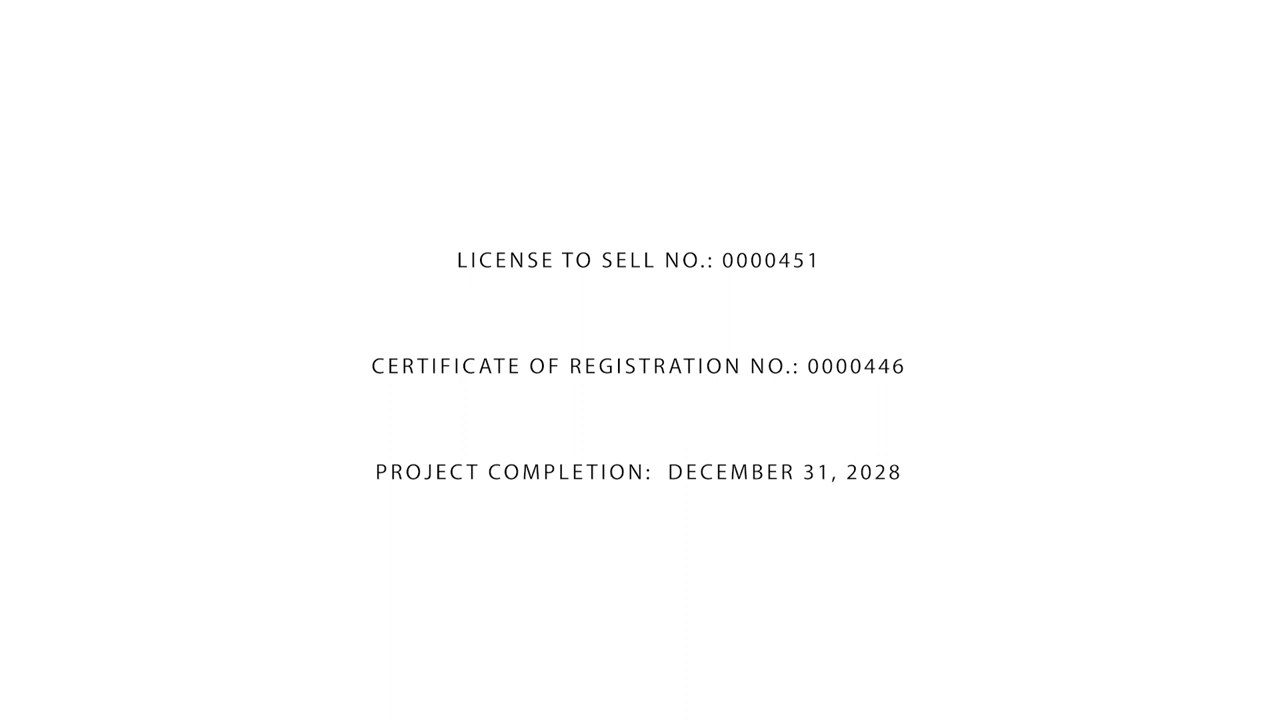 LICENSE TO SELL NO.: 0000451
CERTIFICATE OF REGISTRATION NO.: 0000446
PROJECT COMPLETION: DECEMBER 31, 2028